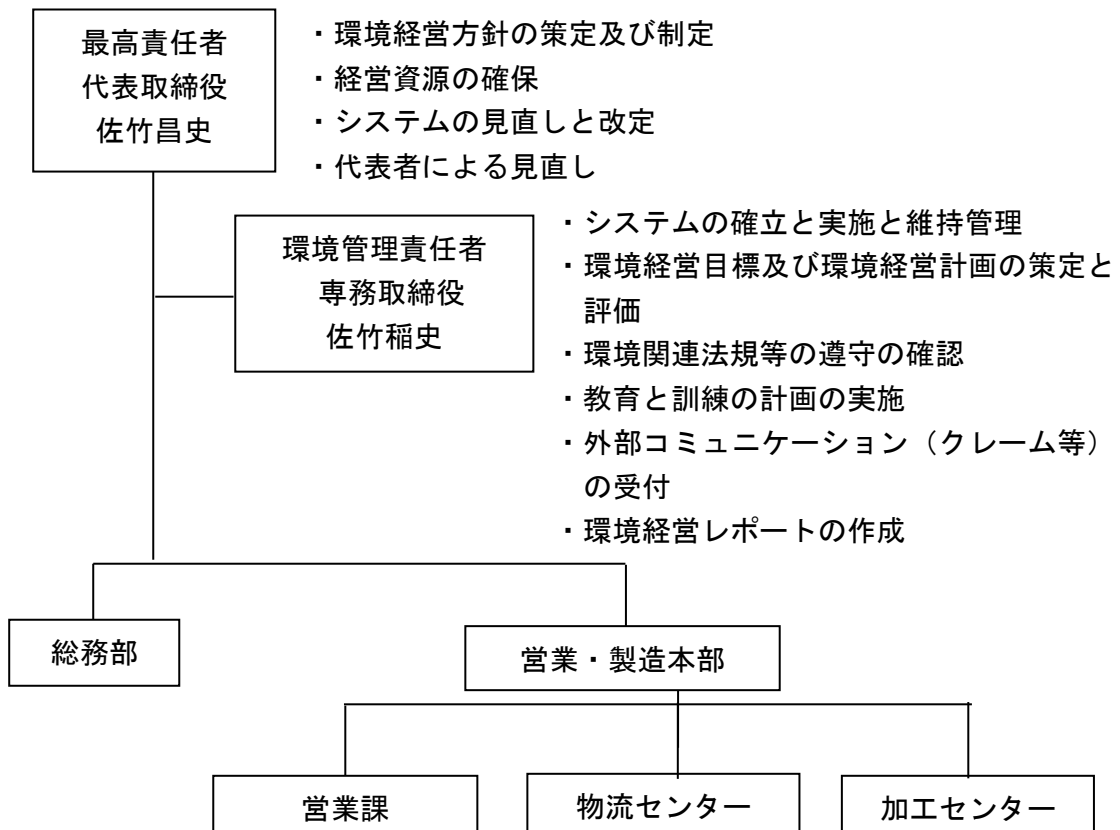 最高責任者
代表取締役
佐竹昌史
・環境経営方針の策定及び制定
・経営資源の確保
・システムの見直しと改定
・代表者による見直し
環境管理責任者
専務取締役
佐竹稲史
・システムの確立と実施と維持管理
・環境経営目標及び環境経営計画の策定と
評価
・環境関連法規等の遵守の確認
・教育と訓練の計画の実施
・外部コミュニケーション（クレーム等）
の受付
・環境経営レポートの作成
総務部
営業・製造本部
営業課
物流センター
加工センター